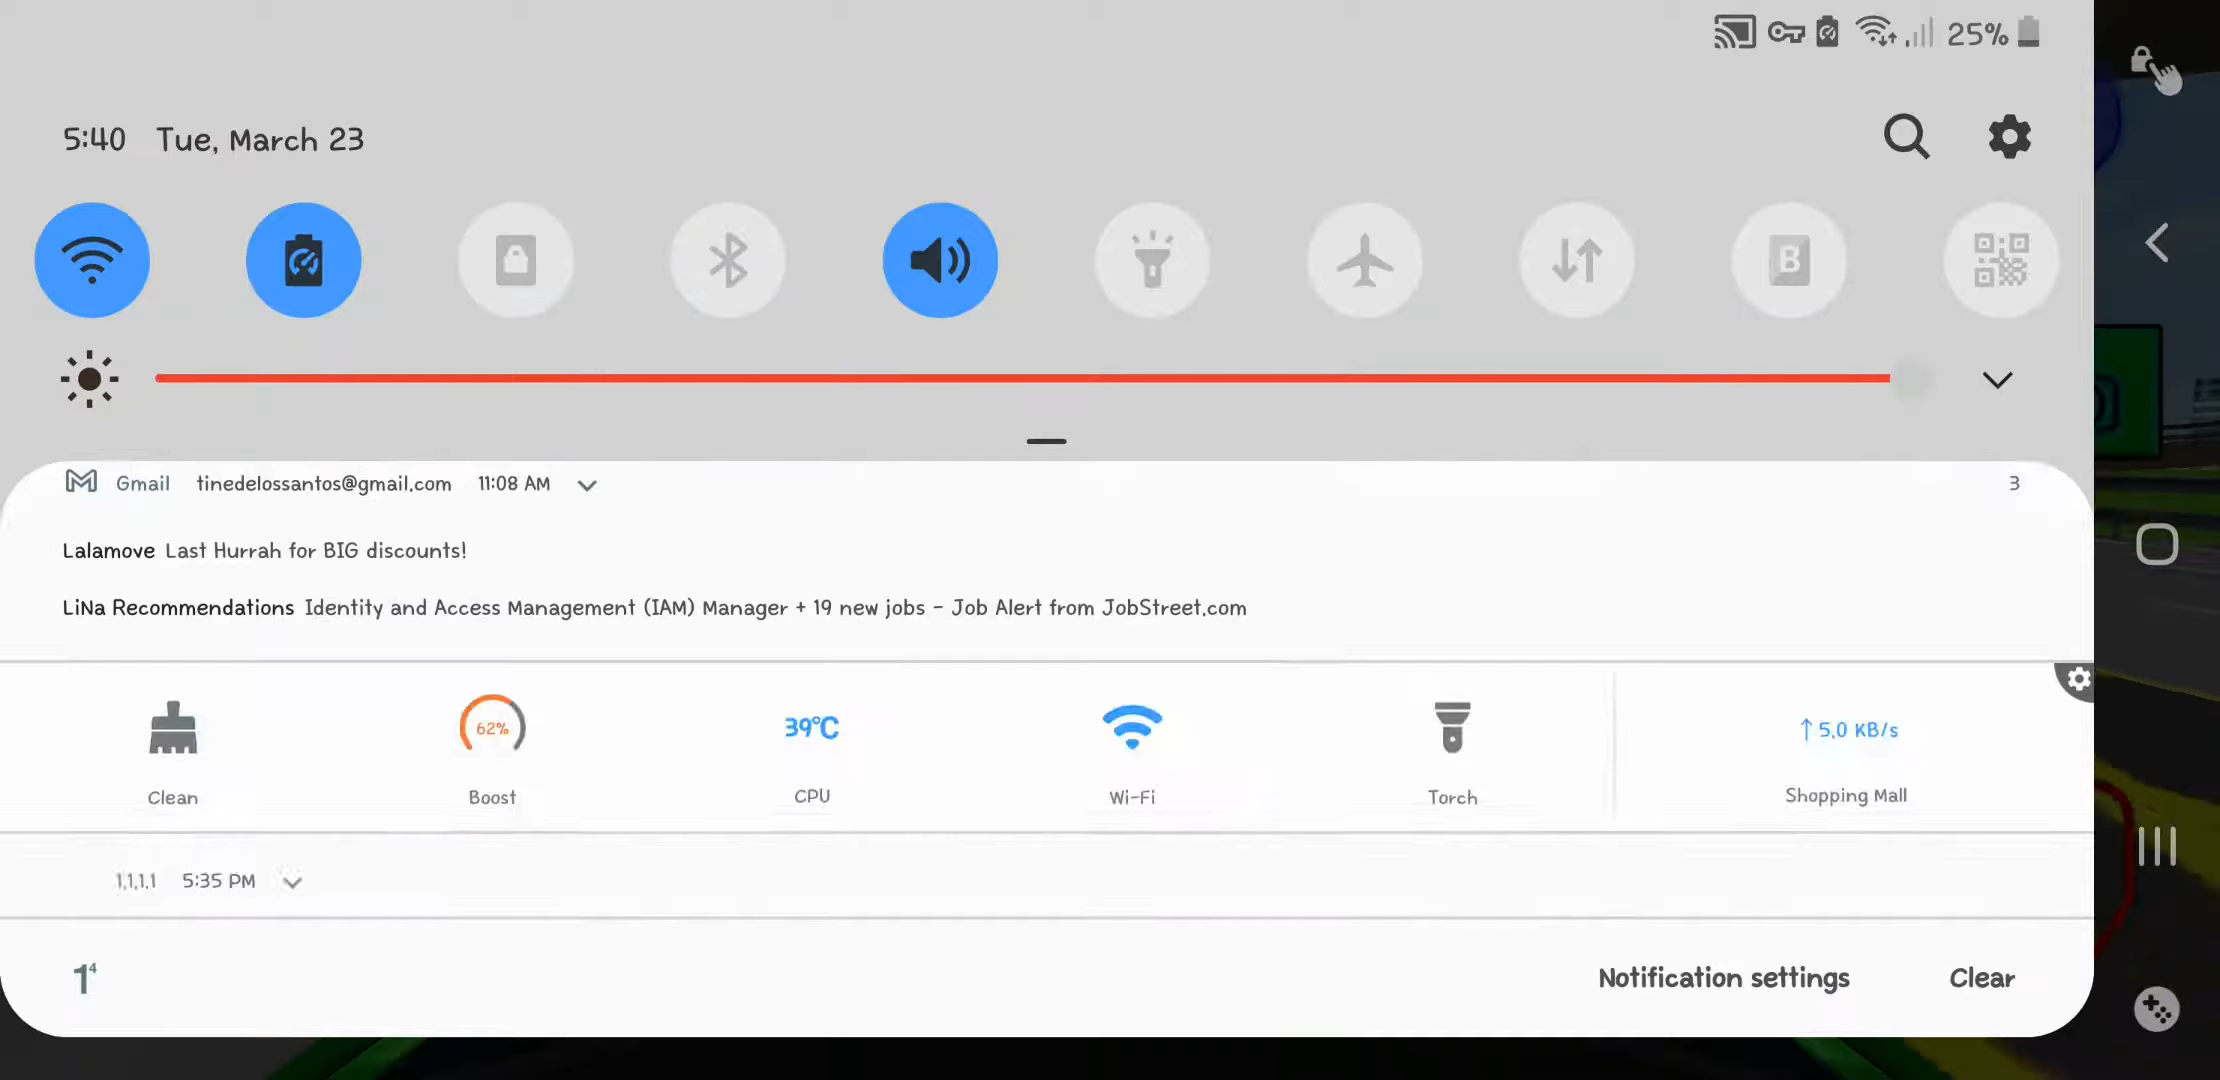 25%
5:40 Tue, March 23
B
Gmail tinedelossantos@gmail.com 11:08 AM 3
Lalamove Last Hurrah for BIG discounts!
LiNa Recommendations Identity and Access Management (IAM) Manager + 19 new jobs - Job Alert from JobStreet.com
62% 39°C ↑ 5.0 KB/s
Clean Boost CPU Wi-Fi Torch Shopping Mall
1.1.1.1 5:35 PM
1⁴ Notification settings Clear